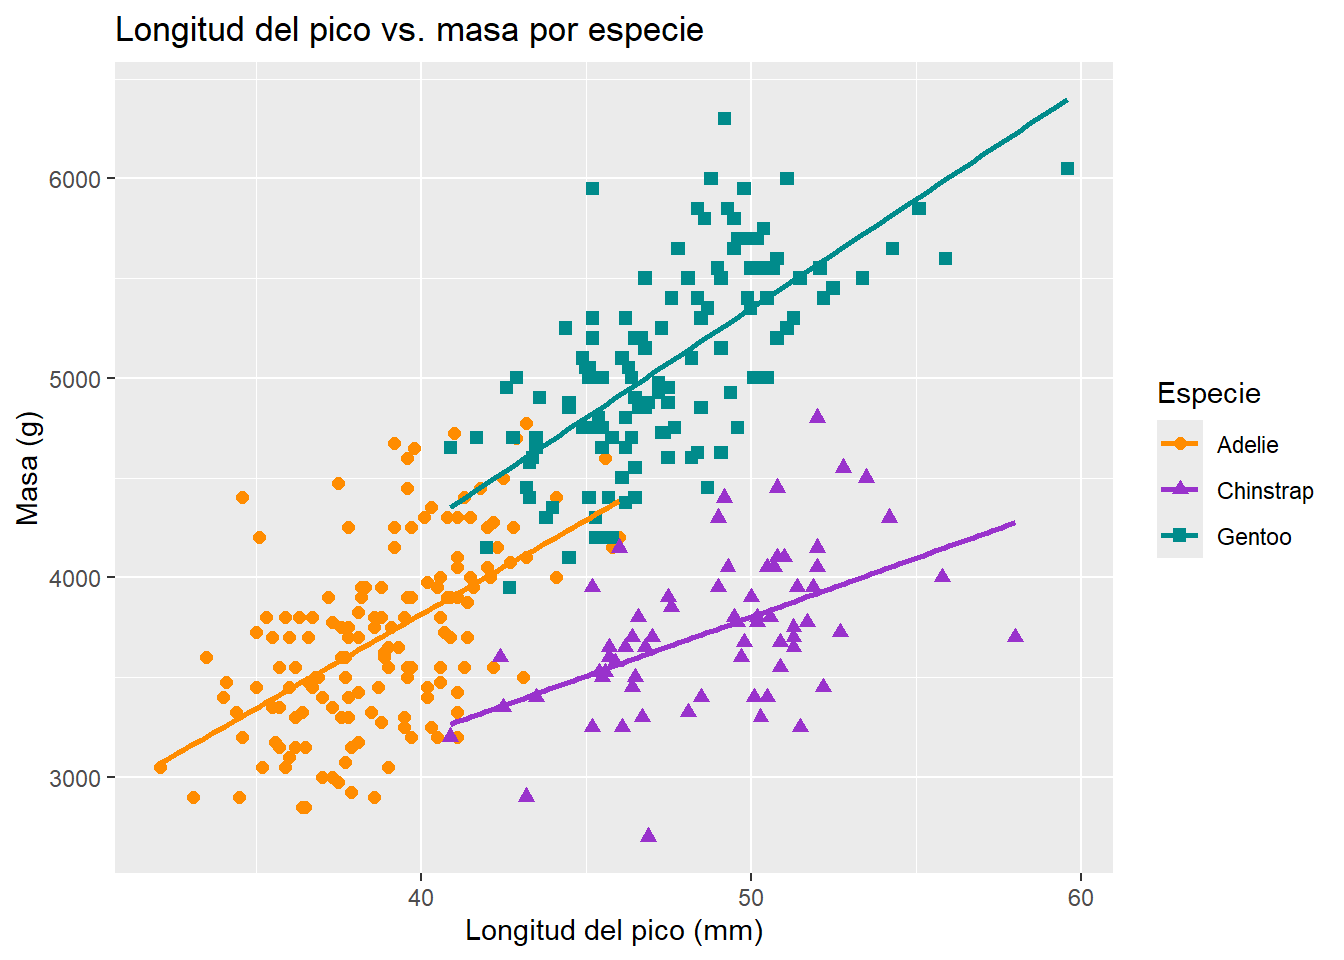 Longitud del pico vs. masa por especie
Masa (g)
6000
5000
4000
3000
40
50
60
Longitud del pico (mm)
Especie
Adelie
Chinstrap
Gentoo